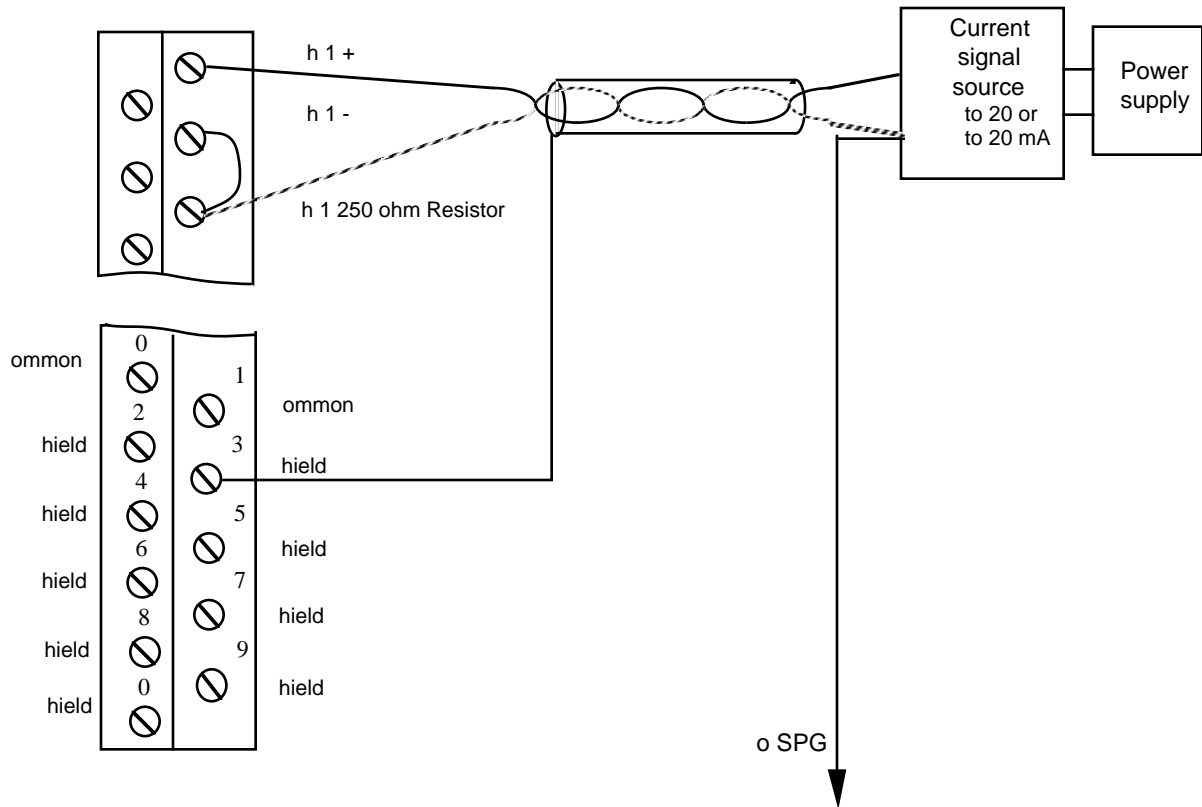 h 1 +
h 1 -
h 1 250 ohm Resistor
Current
signal
source
to 20 or
to 20 mA
Power
supply
0
ommon
1
2
ommon
hield
3
4
hield
hield
5
6
hield
hield
7
8
hield
hield
9
0
hield
hield
o SPG